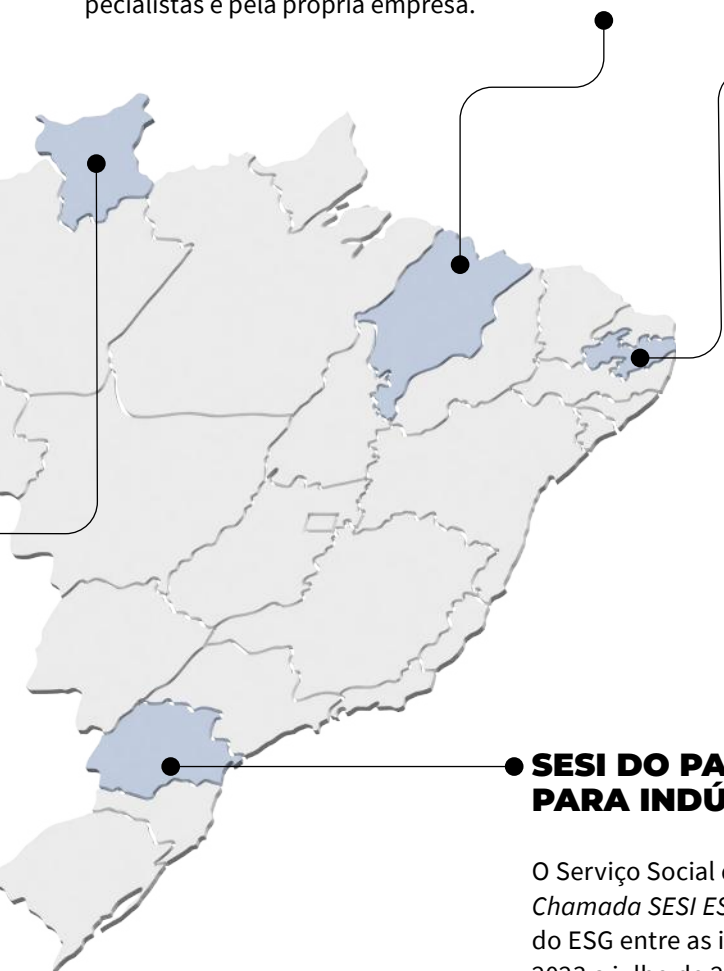 pecialistas e pela própria empresa.
SESI DO PA
PARA INDÚ
O Serviço Social
Chamada SESI ES
do ESG entre as i